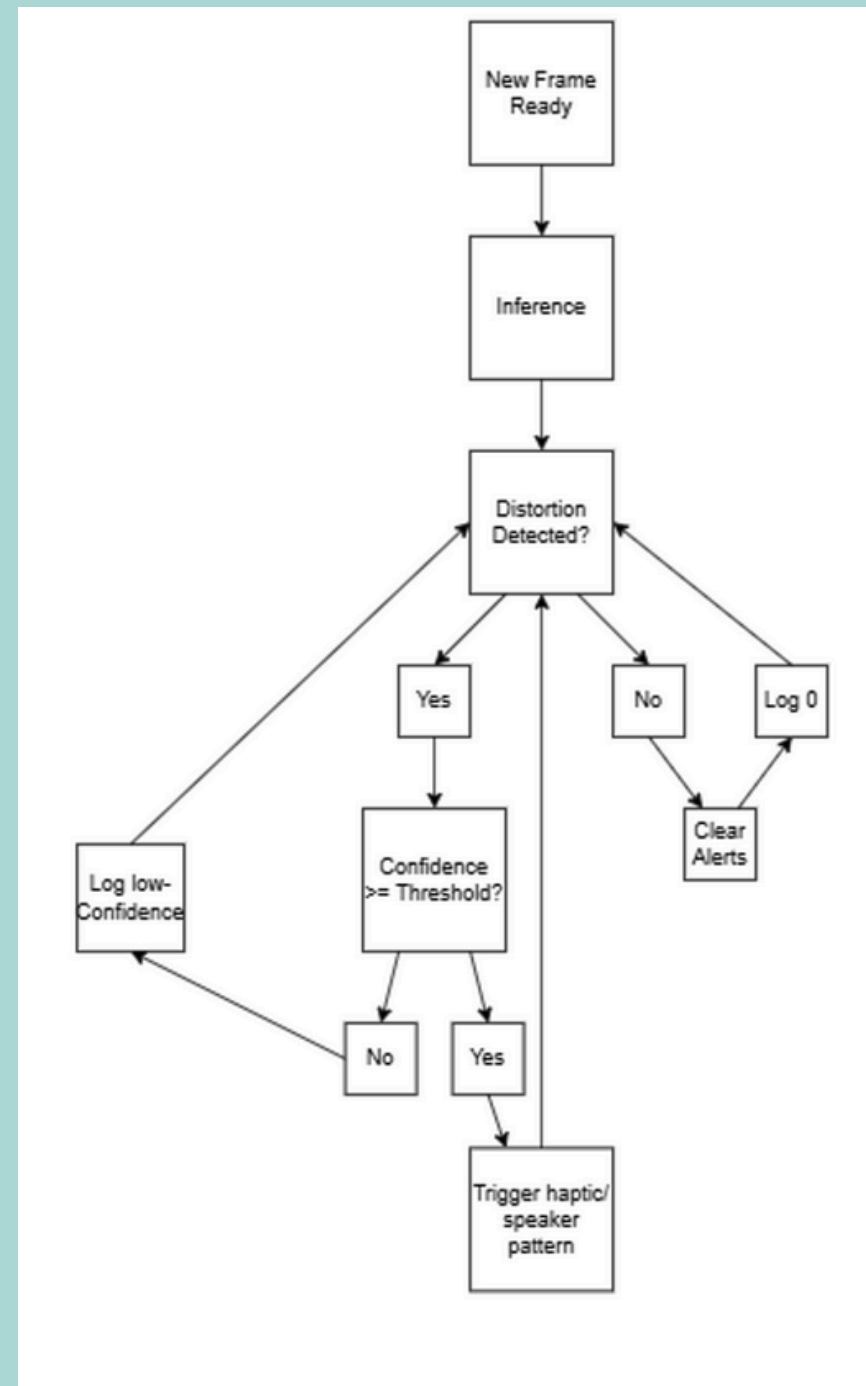 New Frame
Ready
Inference
Distortion
Detected?
Yes
No
Log 0
Clear
Alerts
Confidence
>= Threshold?
Log low-
Confidence
No
Yes
Trigger haptic/
speaker
pattern